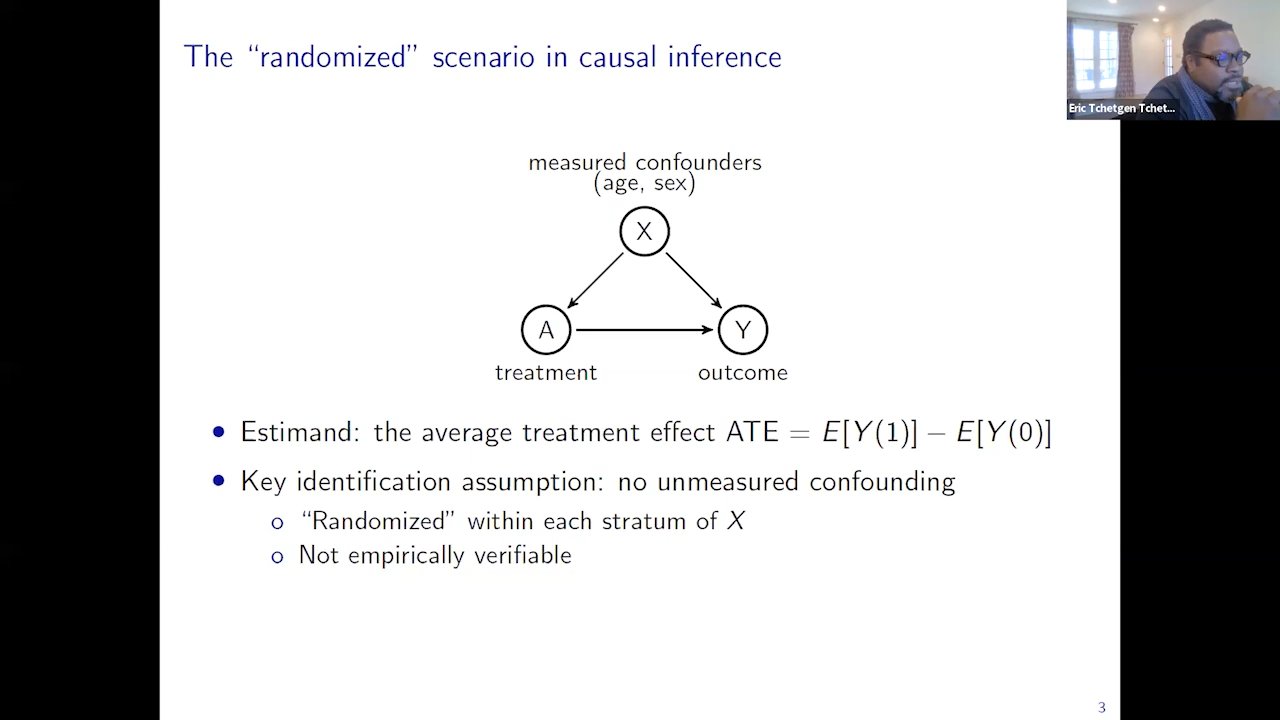 The “randomized” scenario in causal inference
Eric Tchetgen Tchet...
measured confounders
(age, sex)
X
A
Y
treatment
outcome
• Estimand: the average treatment effect ATE = E[Y(1)] − E[Y(0)]
• Key identification assumption: no unmeasured confounding
o “Randomized” within each stratum of X
o Not empirically verifiable
3